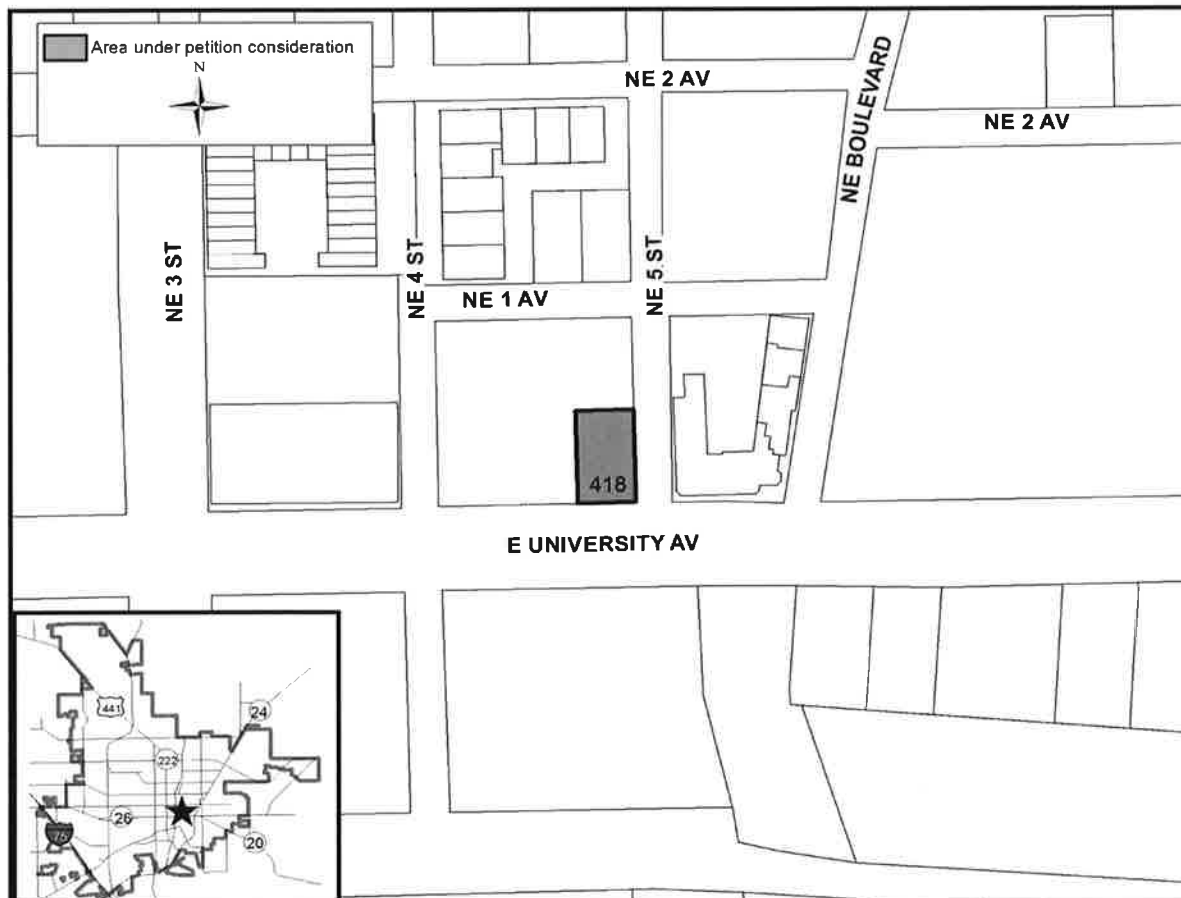 Area under petition consideration
N
NE 2 AV
NE BOULEVARD
NE 2 AV
NE 3 ST
NE 4 ST
NE 5 ST
NE 1 AV
418
E UNIVERSITY AV
441
24
222
26
75
20